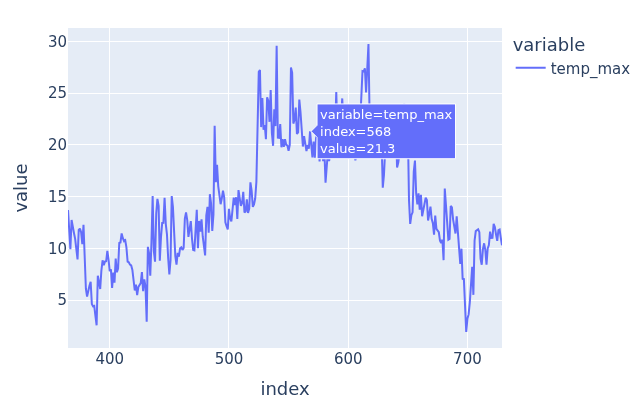 variable
temp_max
30
25
20
15
10
5
value
variable=temp_max
index=568
value=21.3
400
500
600
700
index